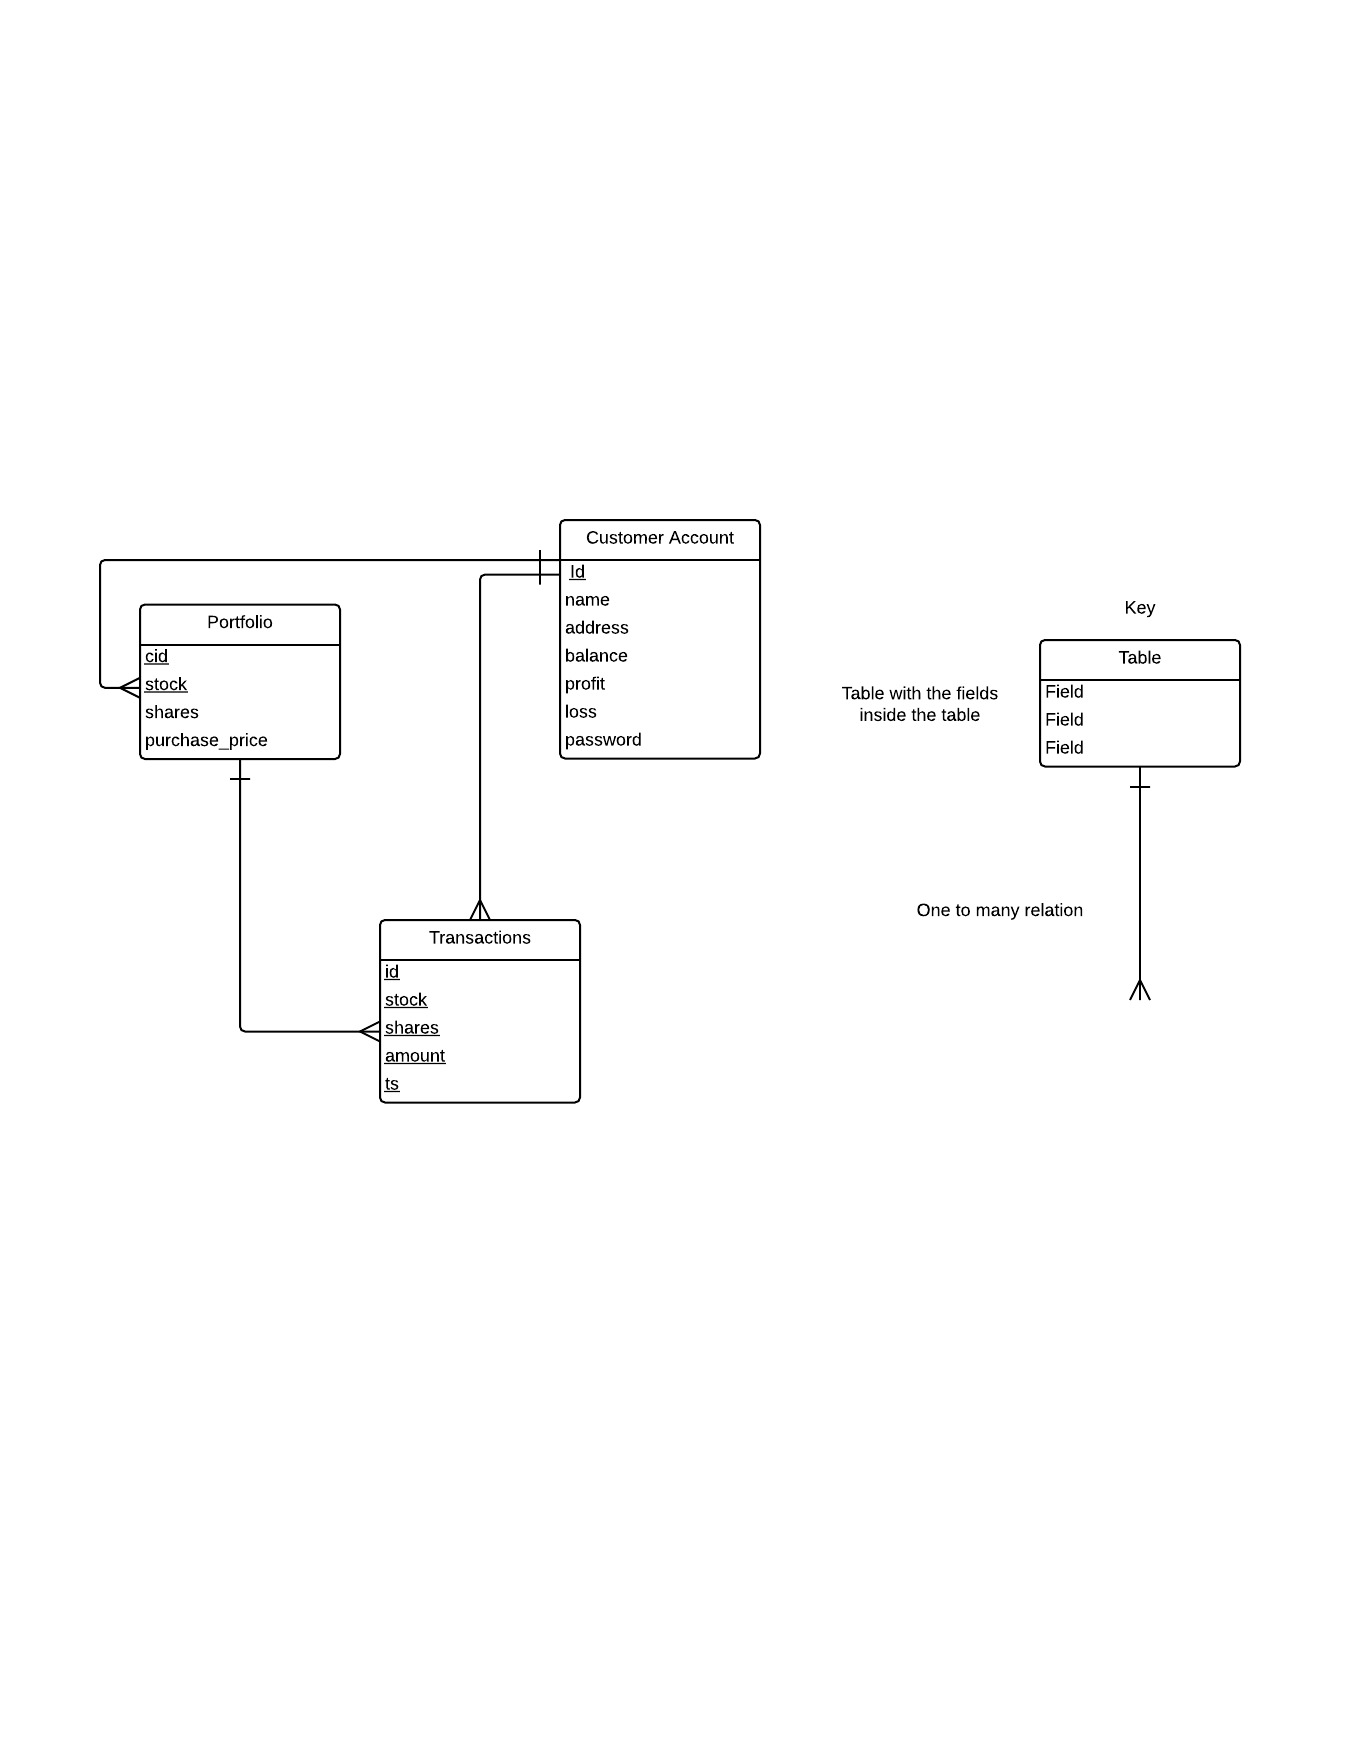 Customer Account
Id
name
address
balance
profit
loss
password
Portfolio
cid
stock
shares
purchase_price
Transactions
id
stock
shares
amount
ts
Key
Table
Field
Field
Field
Table with the fields
inside the table
One to many relation